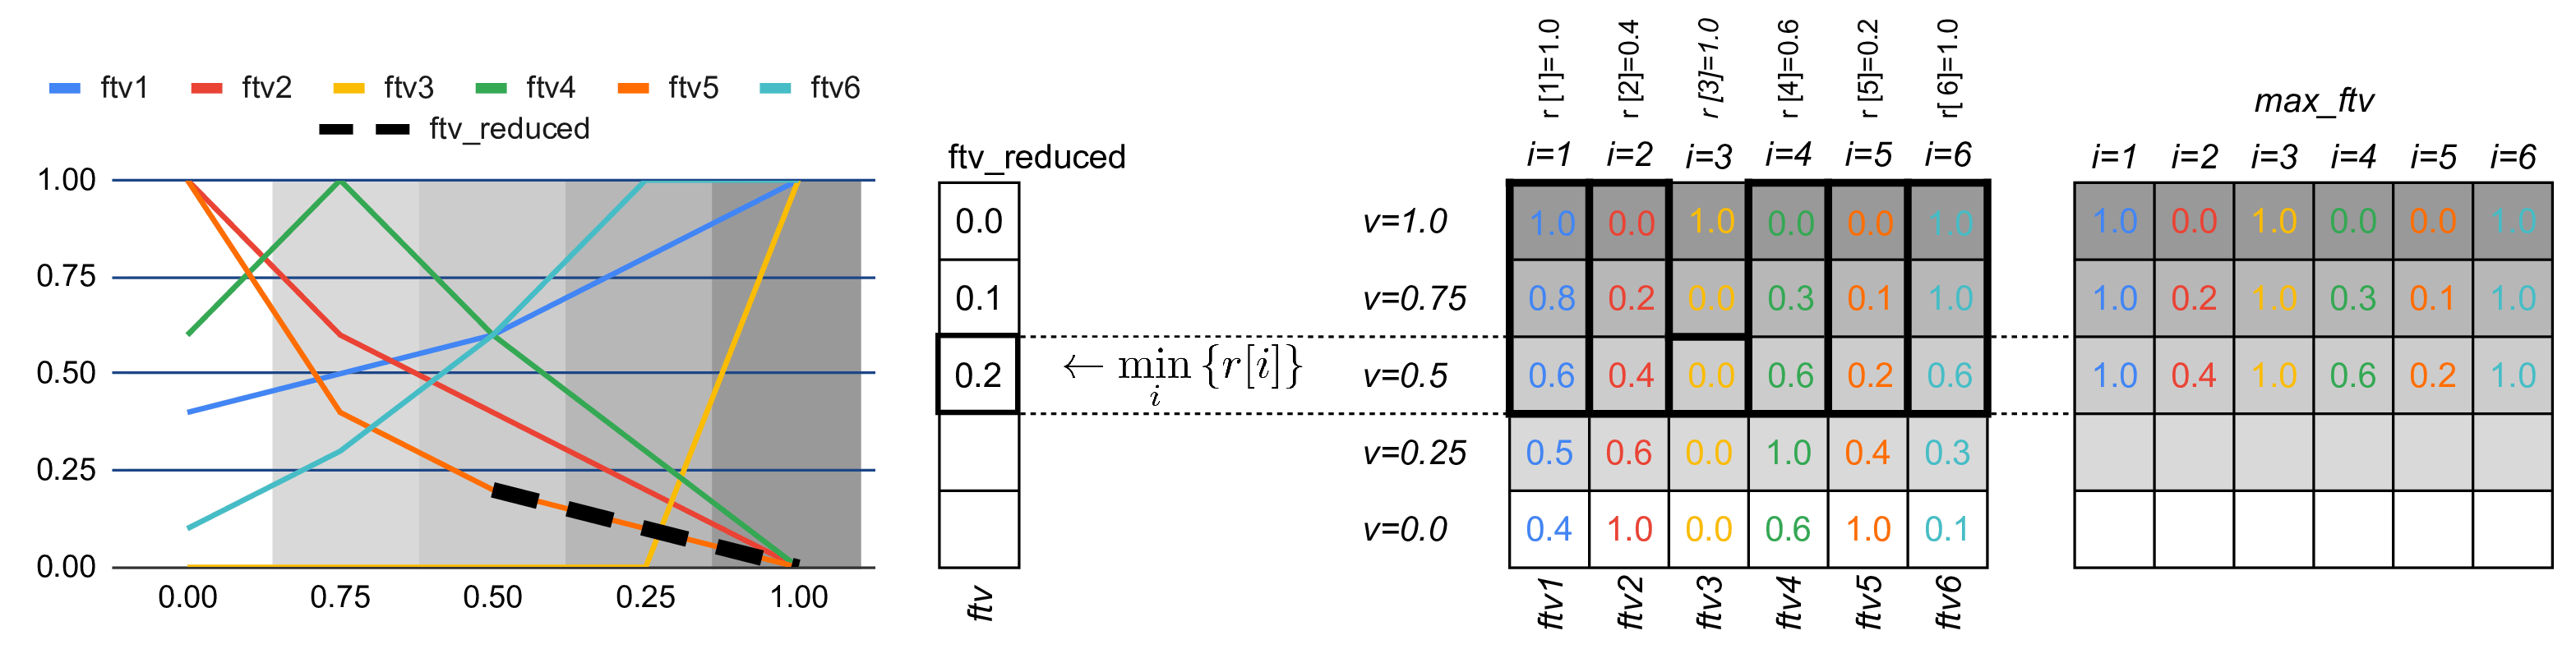 ftv1 ftv2 ftv3 ftv4 ftv5 ftv6
ftv_reduced
1.00
0.75
0.50
0.25
0.00
0.00 0.75 0.50 0.25 1.00
ftv_reduced
0.0
0.1
0.2
ftv
← min {r[i]}
i
r [1]=1.0
r [2]=0.4
r [3]=1.0
r [4]=0.6
r [5]=0.2
r[ 6]=1.0
i=1 i=2 i=3 i=4 i=5 i=6
v=1.0 1.0 0.0 1.0 0.0 0.0 1.0
v=0.75 0.8 0.2 0.0 0.3 0.1 1.0
v=0.5 0.6 0.4 0.0 0.6 0.2 0.6
v=0.25 0.5 0.6 0.0 1.0 0.4 0.3
v=0.0 0.4 1.0 0.0 0.6 1.0 0.1
ftv1
ftv2
ftv3
ftv4
ftv5
ftv6
max_ftv
i=1 i=2 i=3 i=4 i=5 i=6
1.0 0.0 1.0 0.0 0.0 1.0
1.0 0.2 1.0 0.3 0.1 1.0
1.0 0.4 1.0 0.6 0.2 1.0